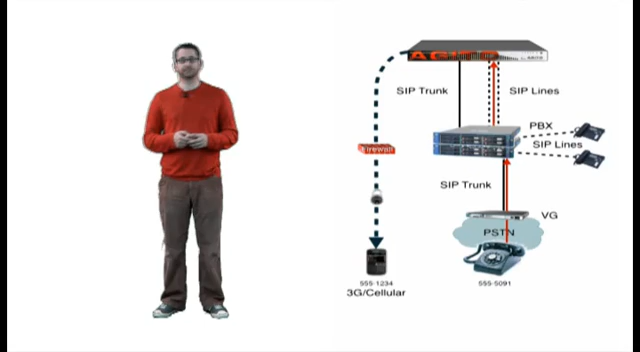 SIP Trunk
SIP Lines
PBX
Firewall
SIP Lines
SIP Trunk
VG
PSTN
555-1234
3G/Cellular
555-5091